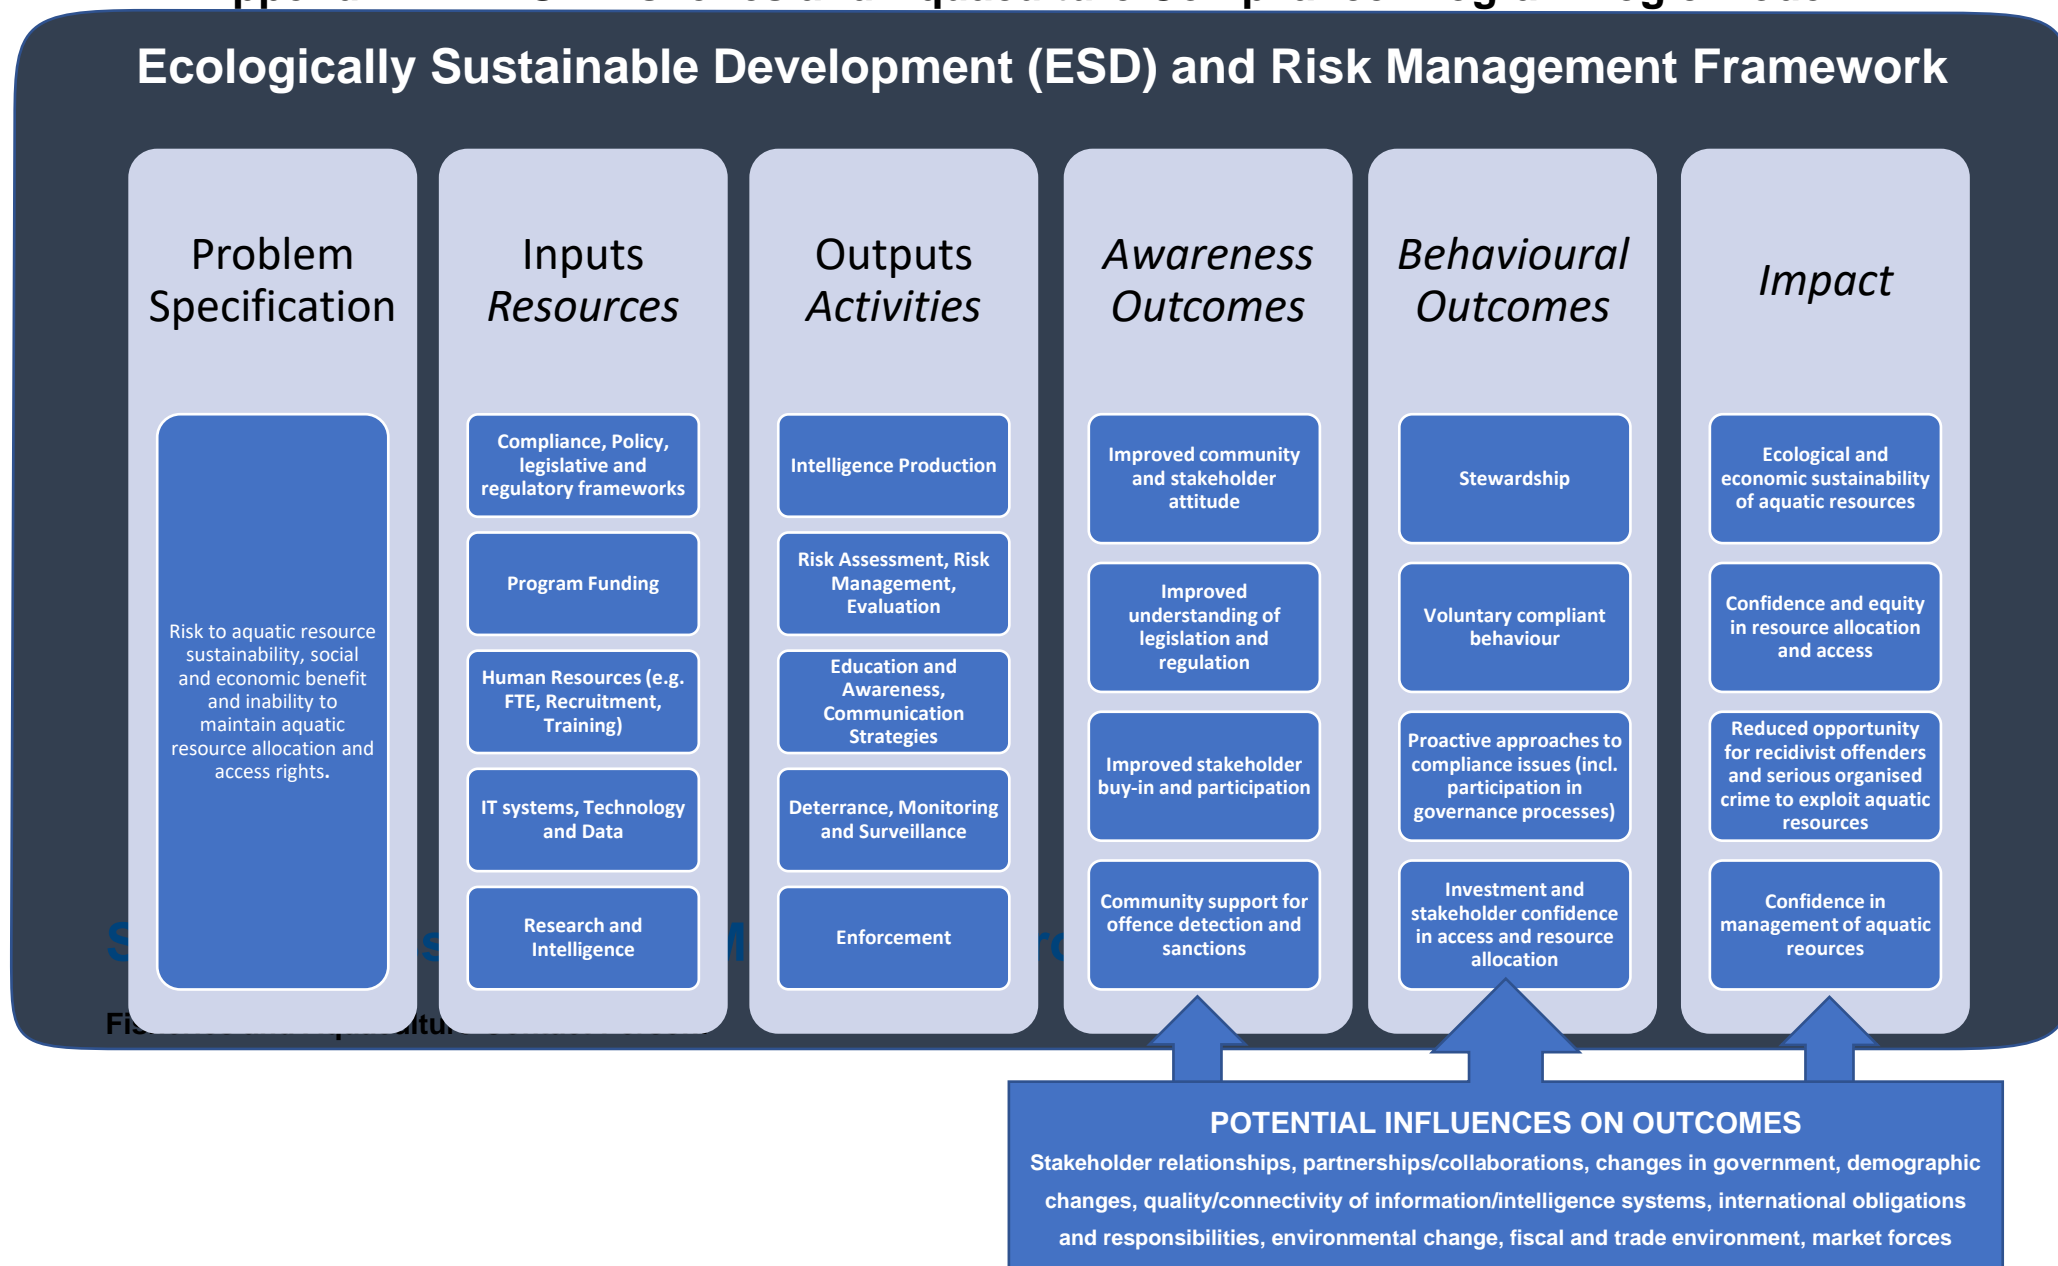 Ecologically Sustainable Development (ESD) and Risk Management Framework
Problem
Specification
Risk to aquatic resource
sustainability, social
and economic benefit
and inability to
maintain aquatic
resource allocation and
access rights.
Inputs
Resources
Compliance, Policy,
legislative and
regulatory frameworks
Program Funding
Human Resources (e.g.
FTE, Recruitment,
Training)
IT systems, Technology
and Data
Research and
Intelligence
Outputs
Activities
Intelligence Production
Risk Assessment, Risk
Management,
Evaluation
Education and
Awareness,
Communication
Strategies
Deterrance, Monitoring
and Surveillance
Enforcement
Awareness
Outcomes
Improved community
and stakeholder
attitude
Improved
understanding of
legislation and
regulation
Improved stakeholder
buy-in and participation
Community support for
offence detection and
sanctions
Behavioural
Outcomes
Stewardship
Voluntary compliant
behaviour
Proactive approaches to
compliance issues (incl.
participation in
governance processes)
Investment and
stakeholder confidence
in access and resource
allocation
Impact
Ecological and
economic sustainability
of aquatic resources
Confidence and equity
in resource allocation
and access
Reduced opportunity
for recidivist offenders
and serious organised
crime to exploit aquatic
resources
Confidence in
management of aquatic
reources
POTENTIAL INFLUENCES ON OUTCOMES
Stakeholder relationships, partnerships/collaborations, changes in government, demographic
changes, quality/connectivity of information/intelligence systems, international obligations
and responsibilities, environmental change, fiscal and trade environment, market forces